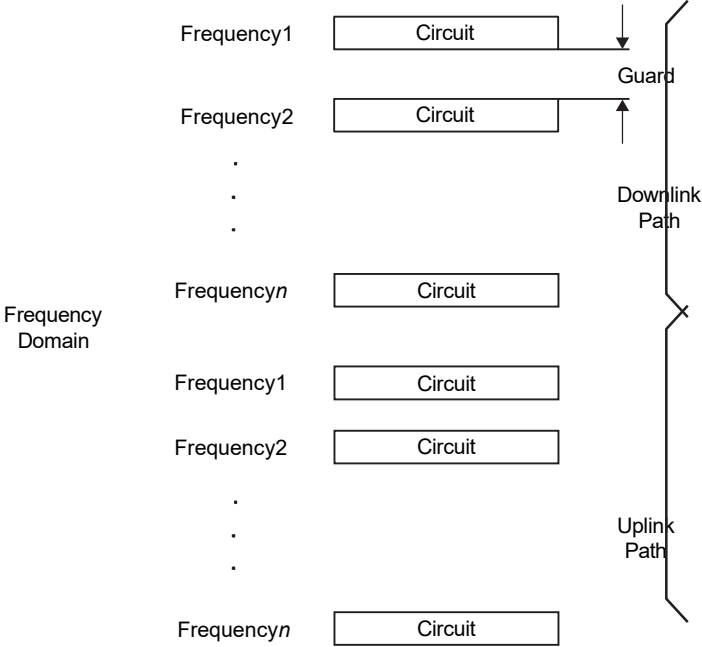 Frequency1
Circuit
Guard
Frequency2
Circuit
.
.
.
Downlink
Path
Frequencyn
Circuit
Frequency
Domain
Frequency1
Circuit
Frequency2
Circuit
.
.
.
Uplink
Path
Frequencyn
Circuit